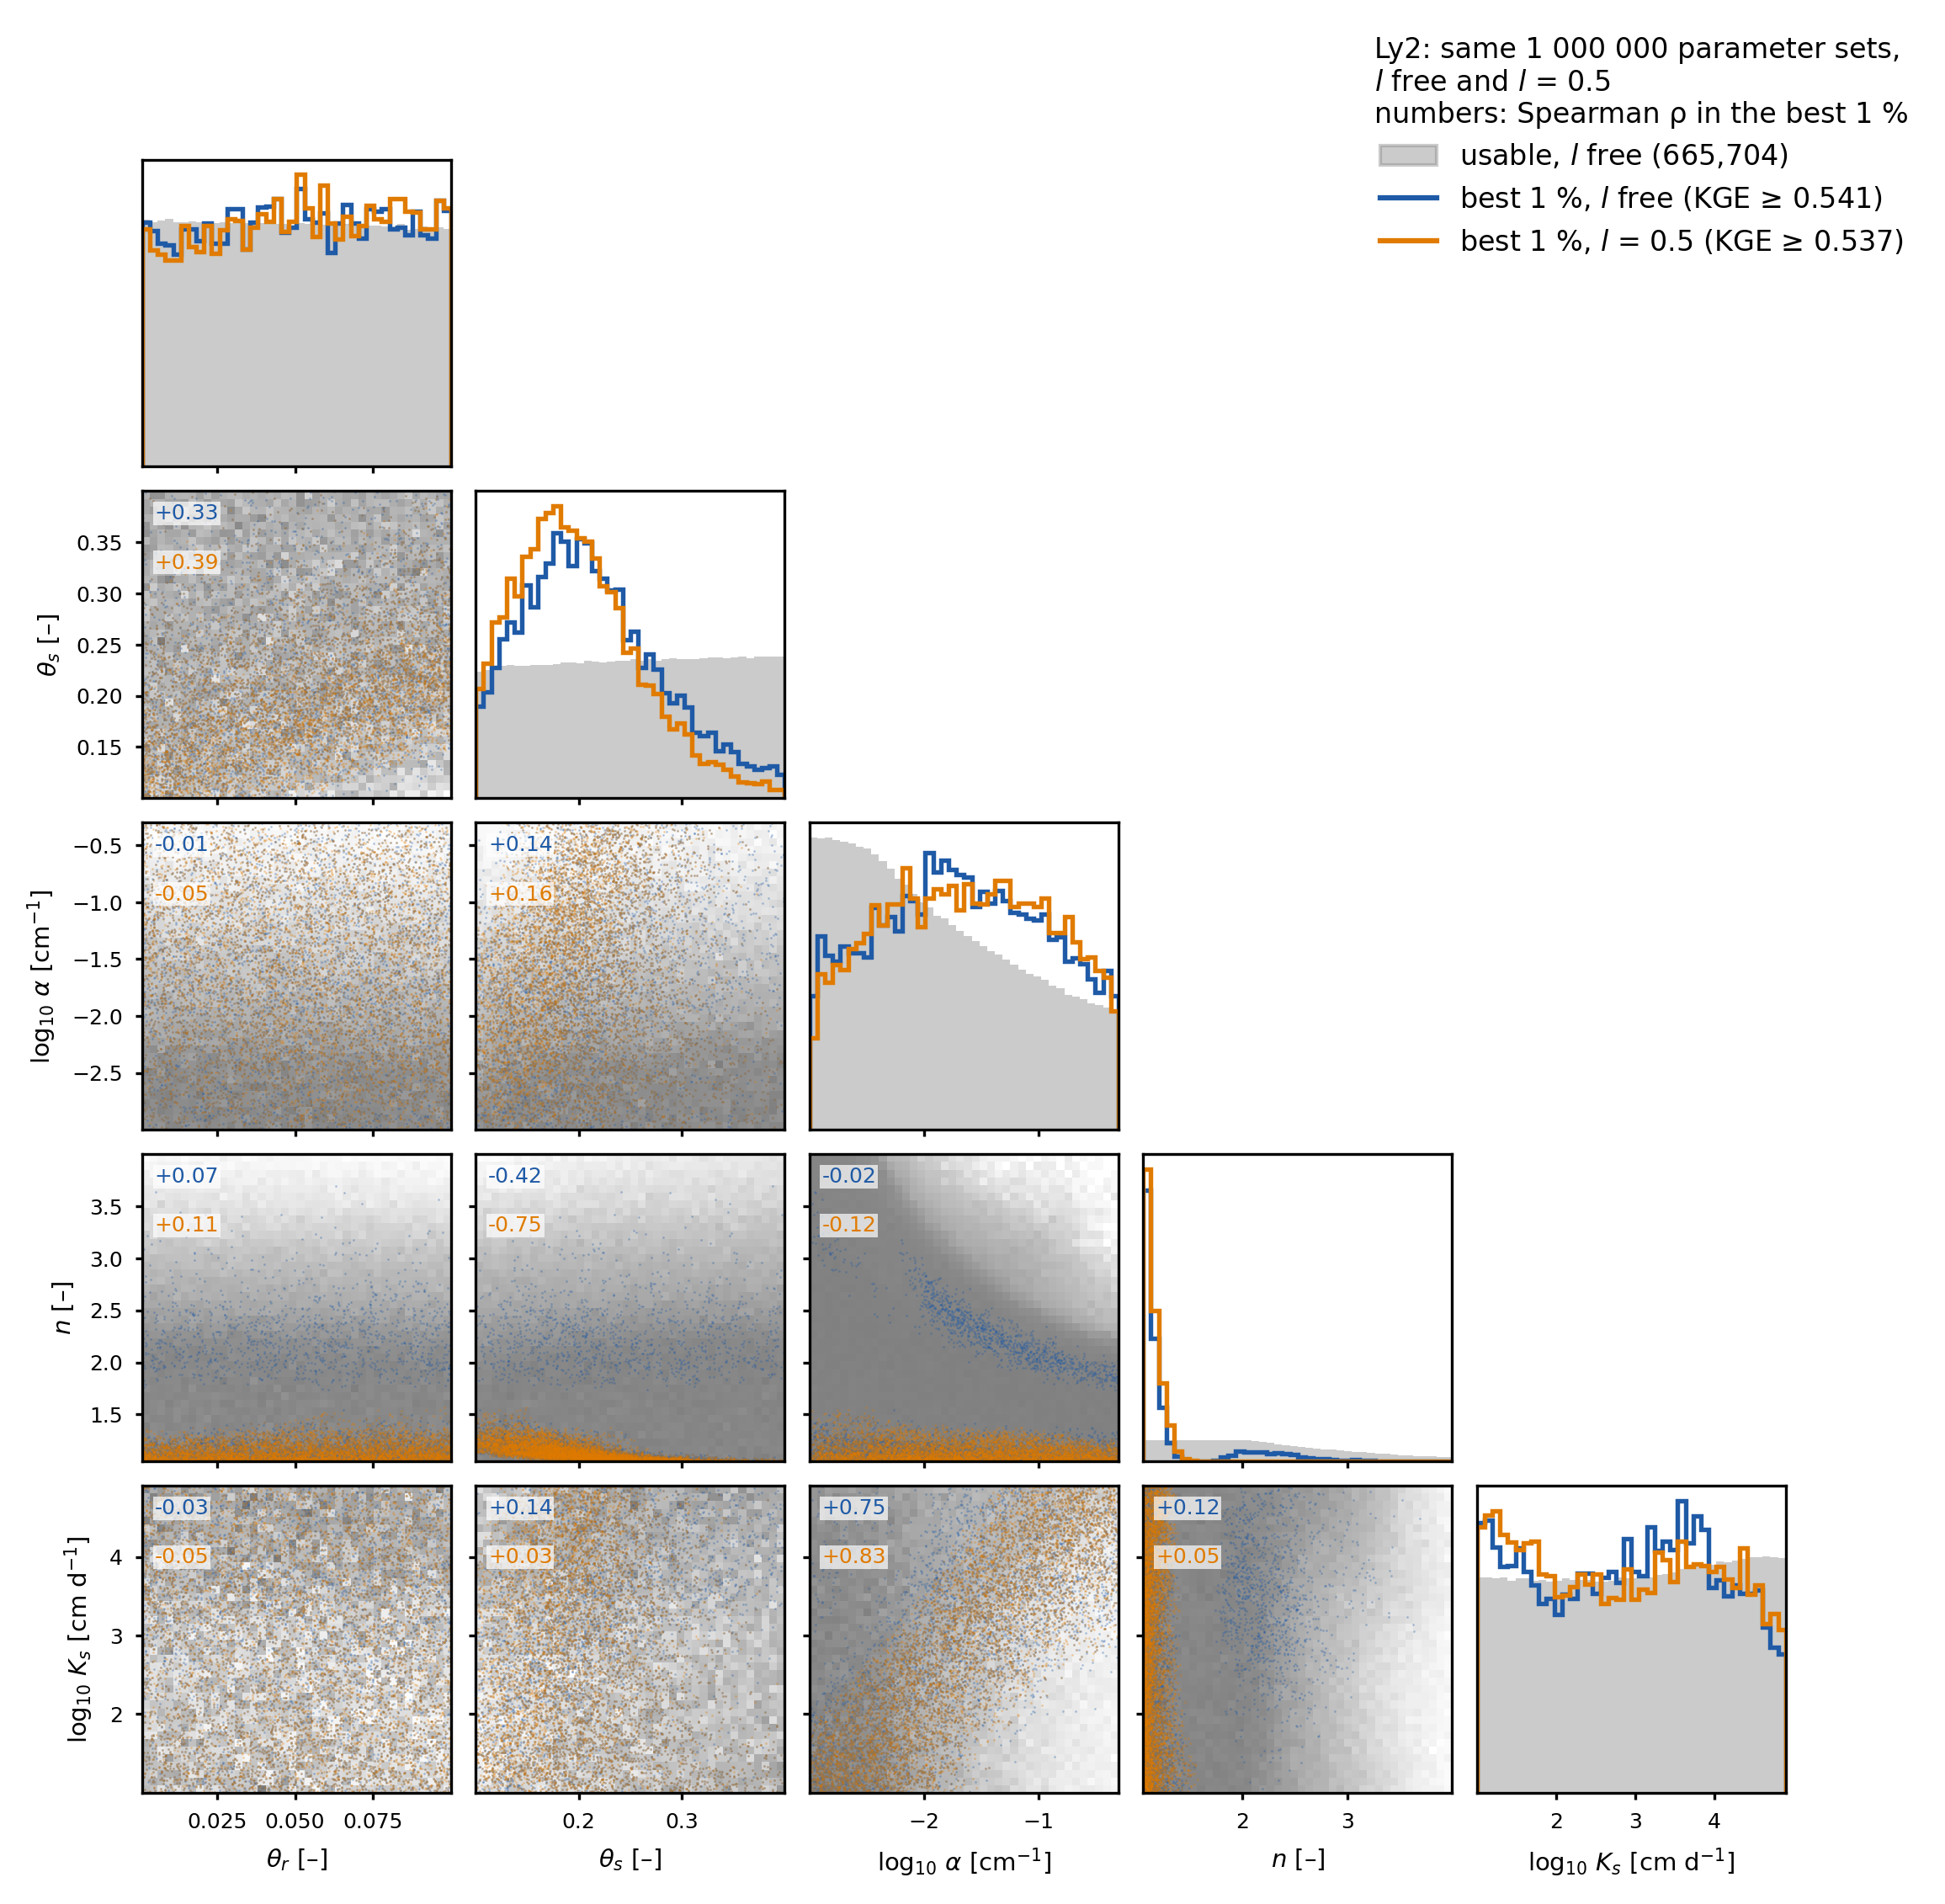 Ly2: same 1 000 000 parameter sets,
l free and l = 0.5
numbers: Spearman ρ in the best 1 %
usable, l free (665,704)
best 1 %, l free (KGE ≥ 0.541)
best 1 %, l = 0.5 (KGE ≥ 0.537)
θs [–]
0.35
0.30
0.25
0.20
0.15
+0.33
+0.39
log10 α [cm−1]
−0.5
−1.0
−1.5
−2.0
−2.5
-0.01
-0.05
+0.14
+0.16
n [–]
3.5
3.0
2.5
2.0
1.5
+0.07
+0.11
-0.42
-0.75
-0.02
-0.12
log10 Ks [cm d−1]
4
3
2
-0.03
-0.05
+0.14
+0.03
+0.75
+0.83
+0.12
+0.05
0.025 0.050 0.075
0.2 0.3
−2 −1
2 3
2 3 4
θr [–]
θs [–]
log10 α [cm−1]
n [–]
log10 Ks [cm d−1]